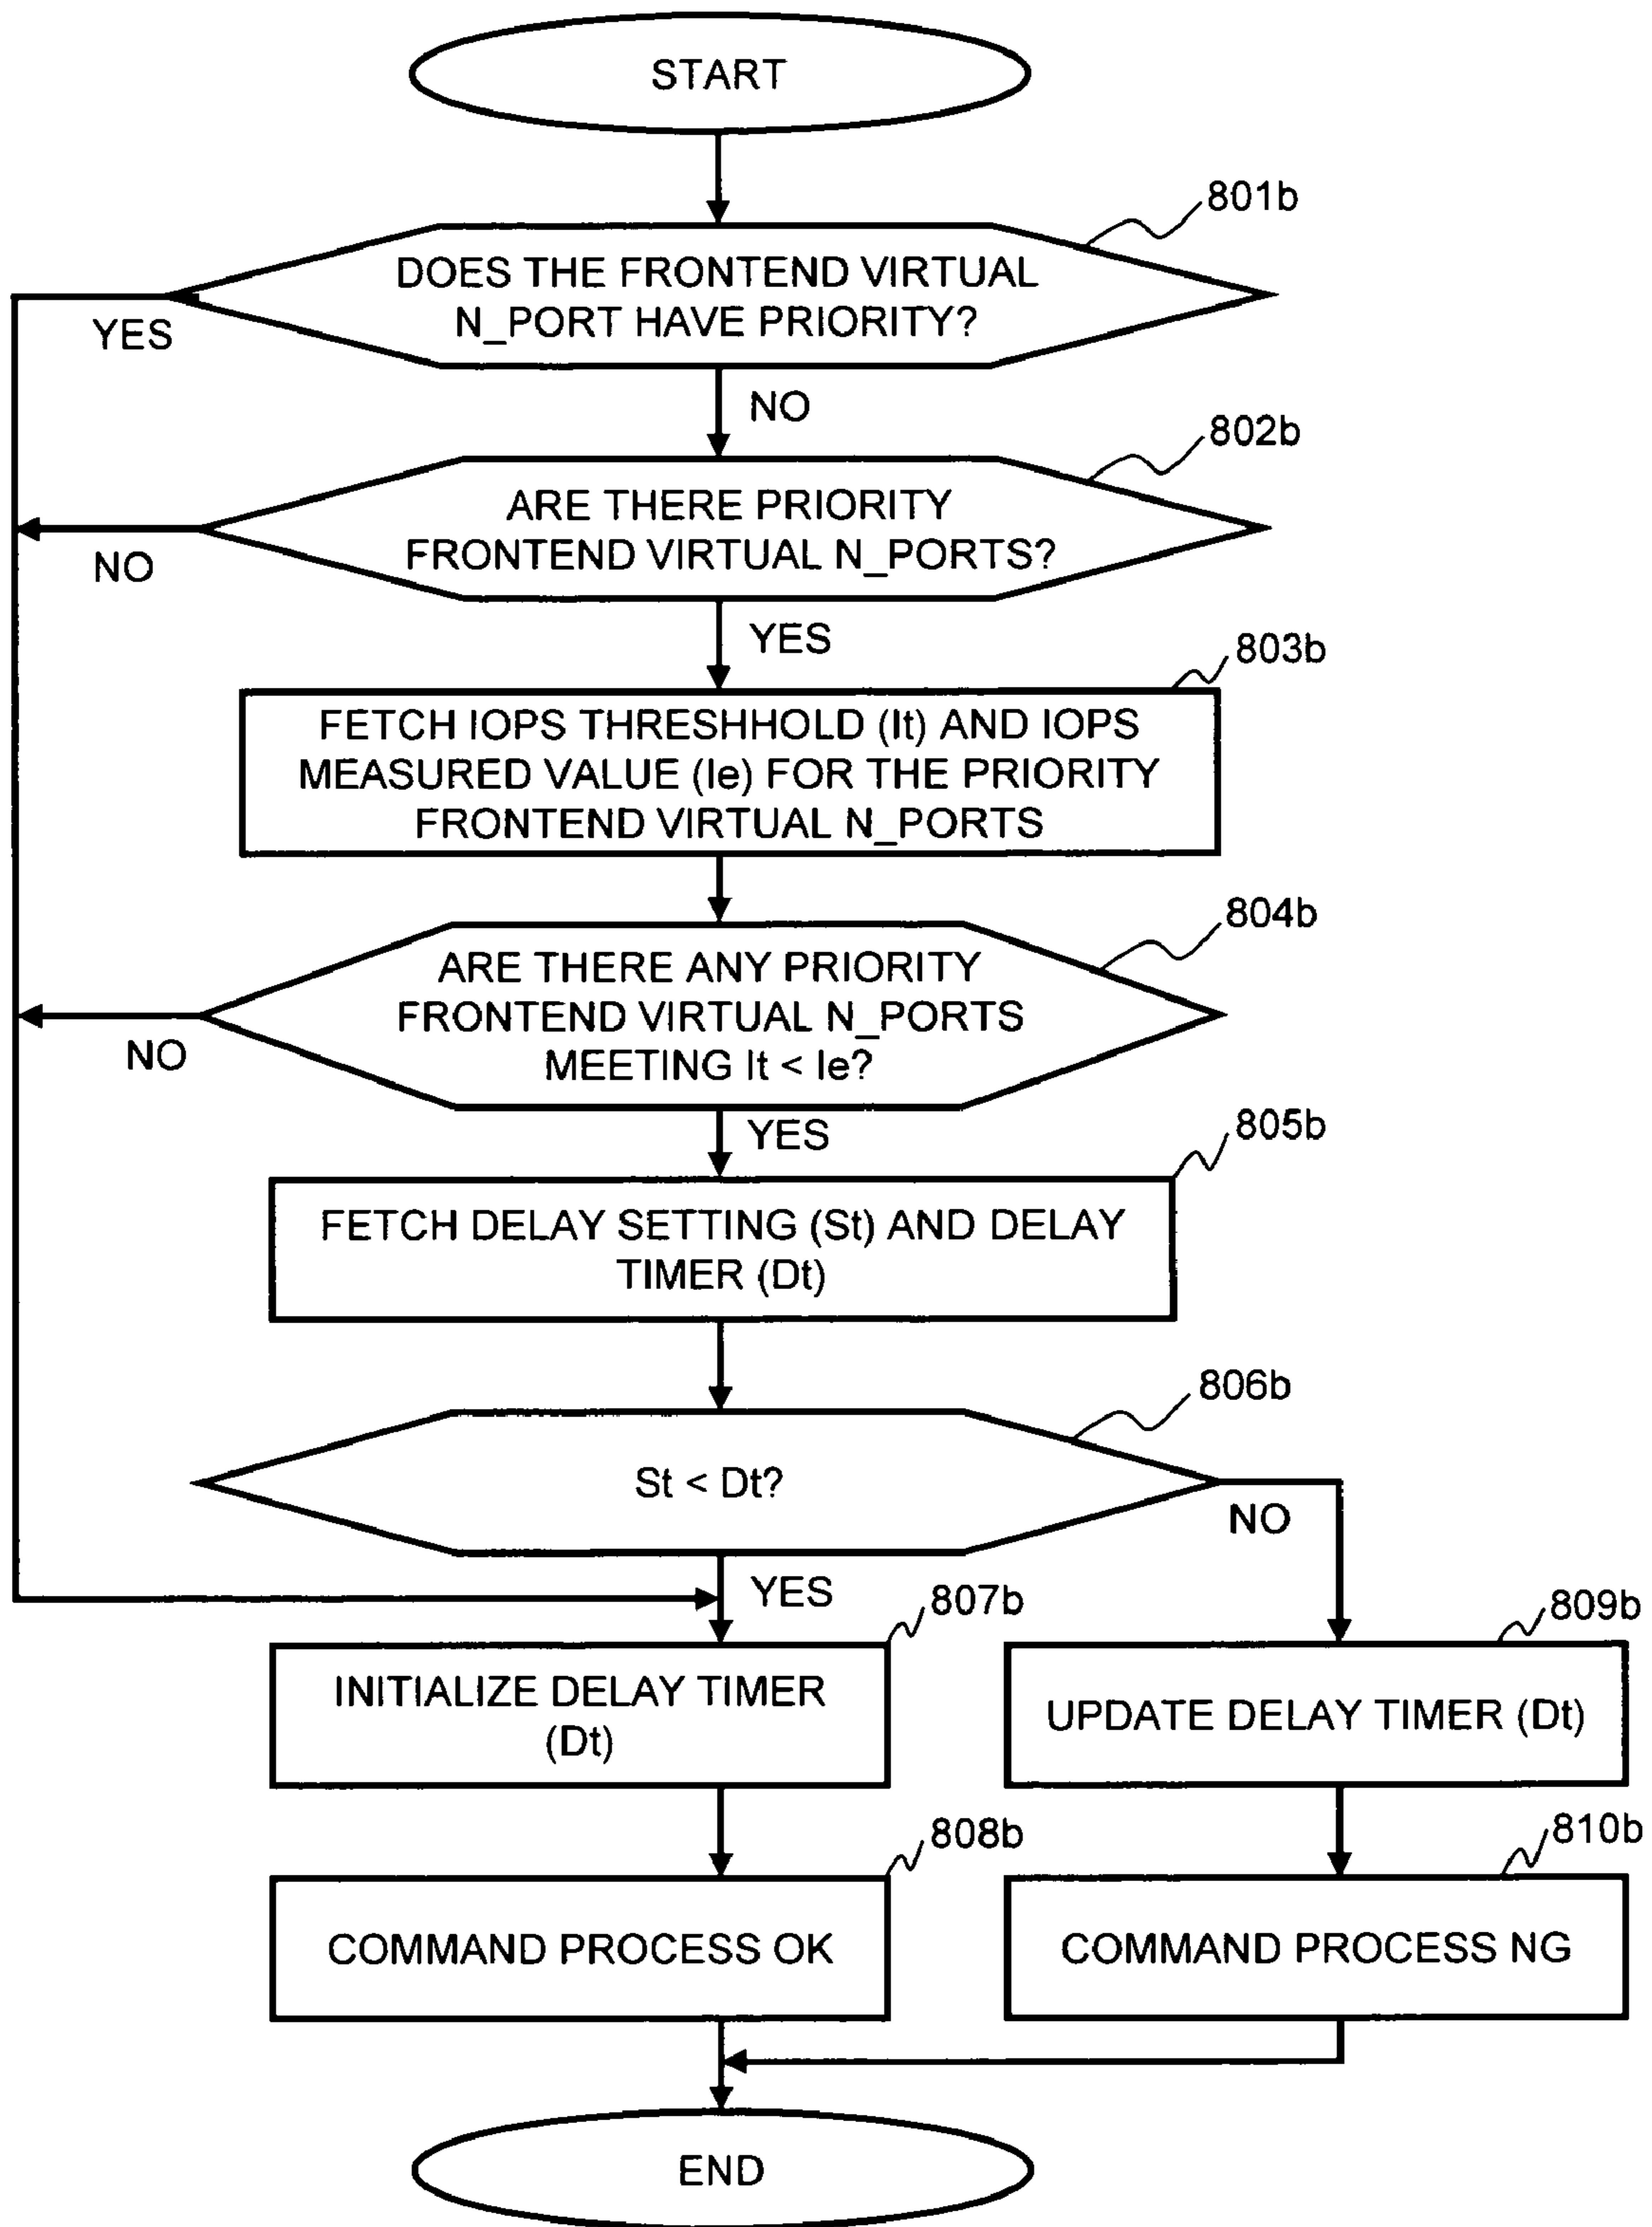 START
801b
DOES THE FRONTEND VIRTUAL
N_PORT HAVE PRIORITY?
YES
NO
802b
ARE THERE PRIORITY
FRONTEND VIRTUAL N_PORTS?
NO
YES
803b
FETCH IOPS THRESHHOLD (It) AND IOPS
MEASURED VALUE (Ie) FOR THE PRIORITY
FRONTEND VIRTUAL N_PORTS
804b
ARE THERE ANY PRIORITY
FRONTEND VIRTUAL N_PORTS
MEETING It < Ie?
NO
YES
805b
FETCH DELAY SETTING (St) AND DELAY
TIMER (Dt)
806b
St < Dt?
NO
YES
807b
809b
INITIALIZE DELAY TIMER
(Dt)
UPDATE DELAY TIMER (Dt)
808b
810b
COMMAND PROCESS OK
COMMAND PROCESS NG
END